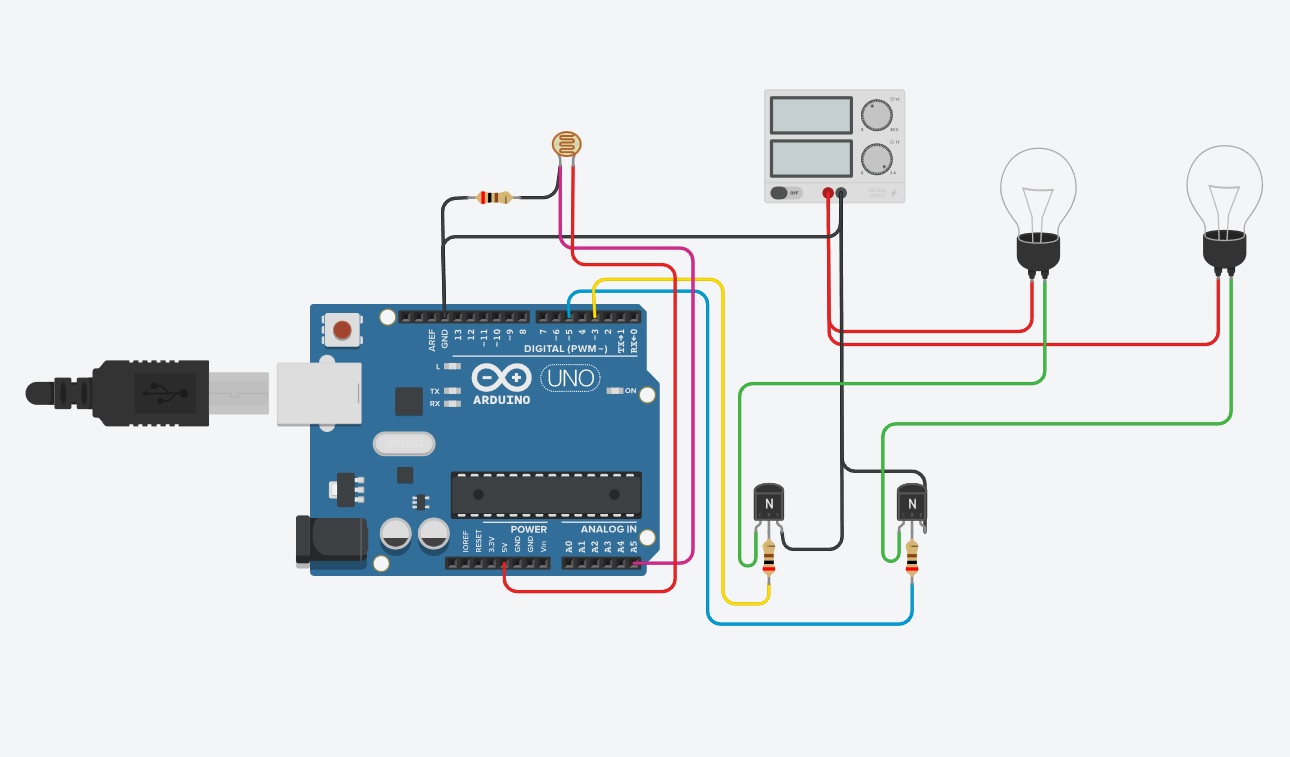 OFF
AREF
GND
13
12
~11
~10
~9
8
7
~6
~5
4
~3
2
TX→1
RX←0
DIGITAL (PWM~)
L
TX
RX
UNO
ON
ARDUINO
POWER
ANALOG IN
IOREF
RESET
3.3V
5V
GND
GND
Vin
A0
A1
A2
A3
A4
A5
N
N